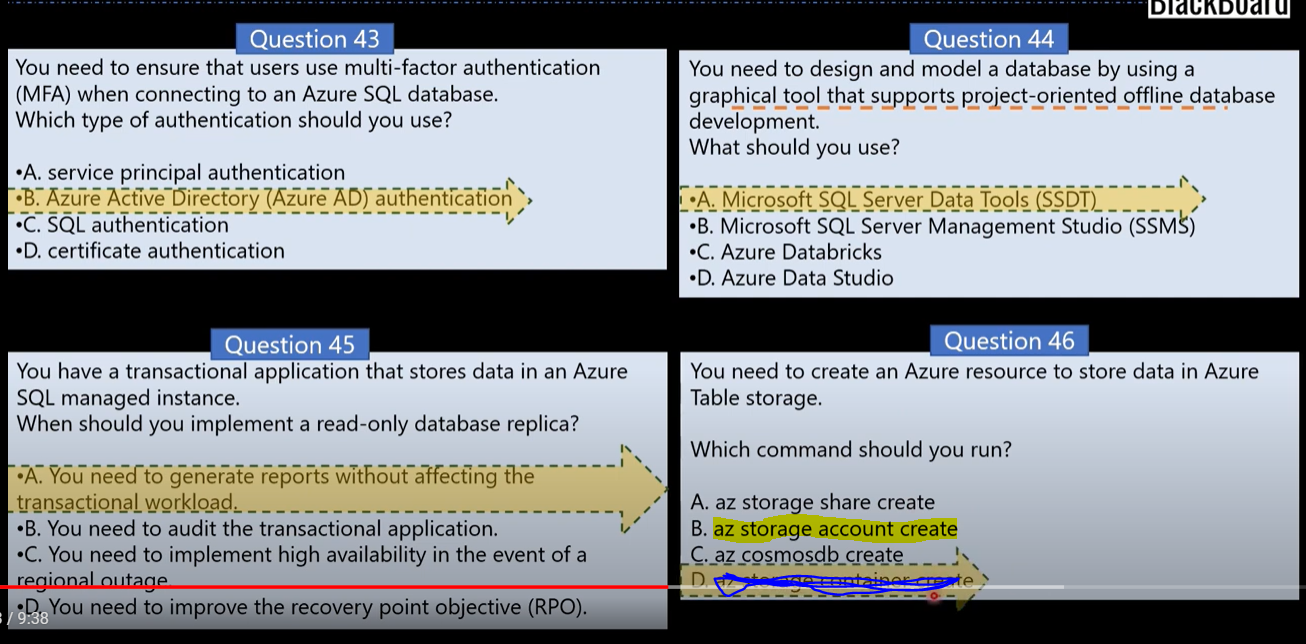 BlackBoard
Question 43
You need to ensure that users use multi-factor authentication
(MFA) when connecting to an Azure SQL database.
Which type of authentication should you use?
•A. service principal authentication
•B. Azure Active Directory (Azure AD) authentication
•C. SQL authentication
•D. certificate authentication
Question 44
You need to design and model a database by using a
graphical tool that supports project-oriented offline database
development.
What should you use?
•A. Microsoft SQL Server Data Tools (SSDT)
•B. Microsoft SQL Server Management Studio (SSMS)
•C. Azure Databricks
•D. Azure Data Studio
Question 45
You have a transactional application that stores data in an Azure
SQL managed instance.
When should you implement a read-only database replica?
•A. You need to generate reports without affecting the
transactional workload.
•B. You need to audit the transactional application.
•C. You need to implement high availability in the event of a
regional outage.
•D. You need to improve the recovery point objective (RPO).
Question 46
You need to create an Azure resource to store data in Azure
Table storage.
Which command should you run?
A. az storage share create
B. az storage account create
C. az cosmosdb create
D. az storage container create
/ 9:38